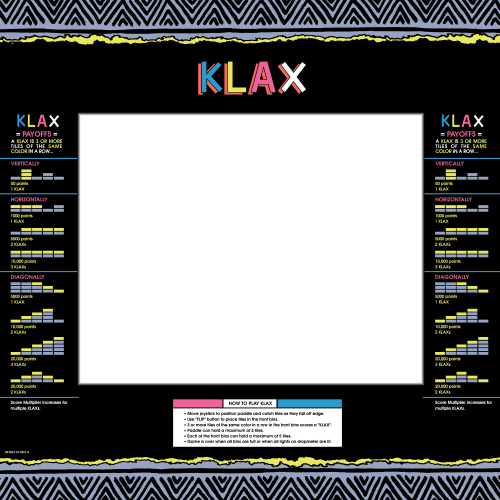 KLAX
KLAX
= PAYOFFS =
A KLAX IS 3 OR MORE
TILES OF THE SAME
COLOR IN A ROW...
VERTICALLY
50 points
1 KLAX
HORIZONTALLY
1000 points
1 KLAX
5000 points
2 KLAXs
10,000 points
3 KLAXs
DIAGONALLY
5000 points
1 KLAX
10,000 points
2 KLAXs
20,000 points
3 KLAXs
20,000 points
2 KLAXs
Score Multiplier increases for
multiple KLAXs.
KLAX
= PAYOFFS =
A KLAX IS 3 OR MORE
TILES OF THE SAME
COLOR IN A ROW...
VERTICALLY
50 points
1 KLAX
HORIZONTALLY
1000 points
1 KLAX
5000 points
2 KLAXs
10,000 points
3 KLAXs
DIAGONALLY
5000 points
1 KLAX
10,000 points
2 KLAXs
20,000 points
3 KLAXs
20,000 points
2 KLAXs
Score Multiplier increases for
multiple KLAXs.
HOW TO PLAY KLAX
• Move joystick to position paddle and catch tiles as they fall off edge.
• Use "FLIP" button to place tiles in the front bins.
• 3 or more tiles of the same color in a row in the front bins scores a "KLAX".
• Paddle can hold a maximum of 5 tiles.
• Each of the front bins can hold a maximum of 5 tiles.
• Game is over when all bins are full or when all lights on dropmeter are lit.